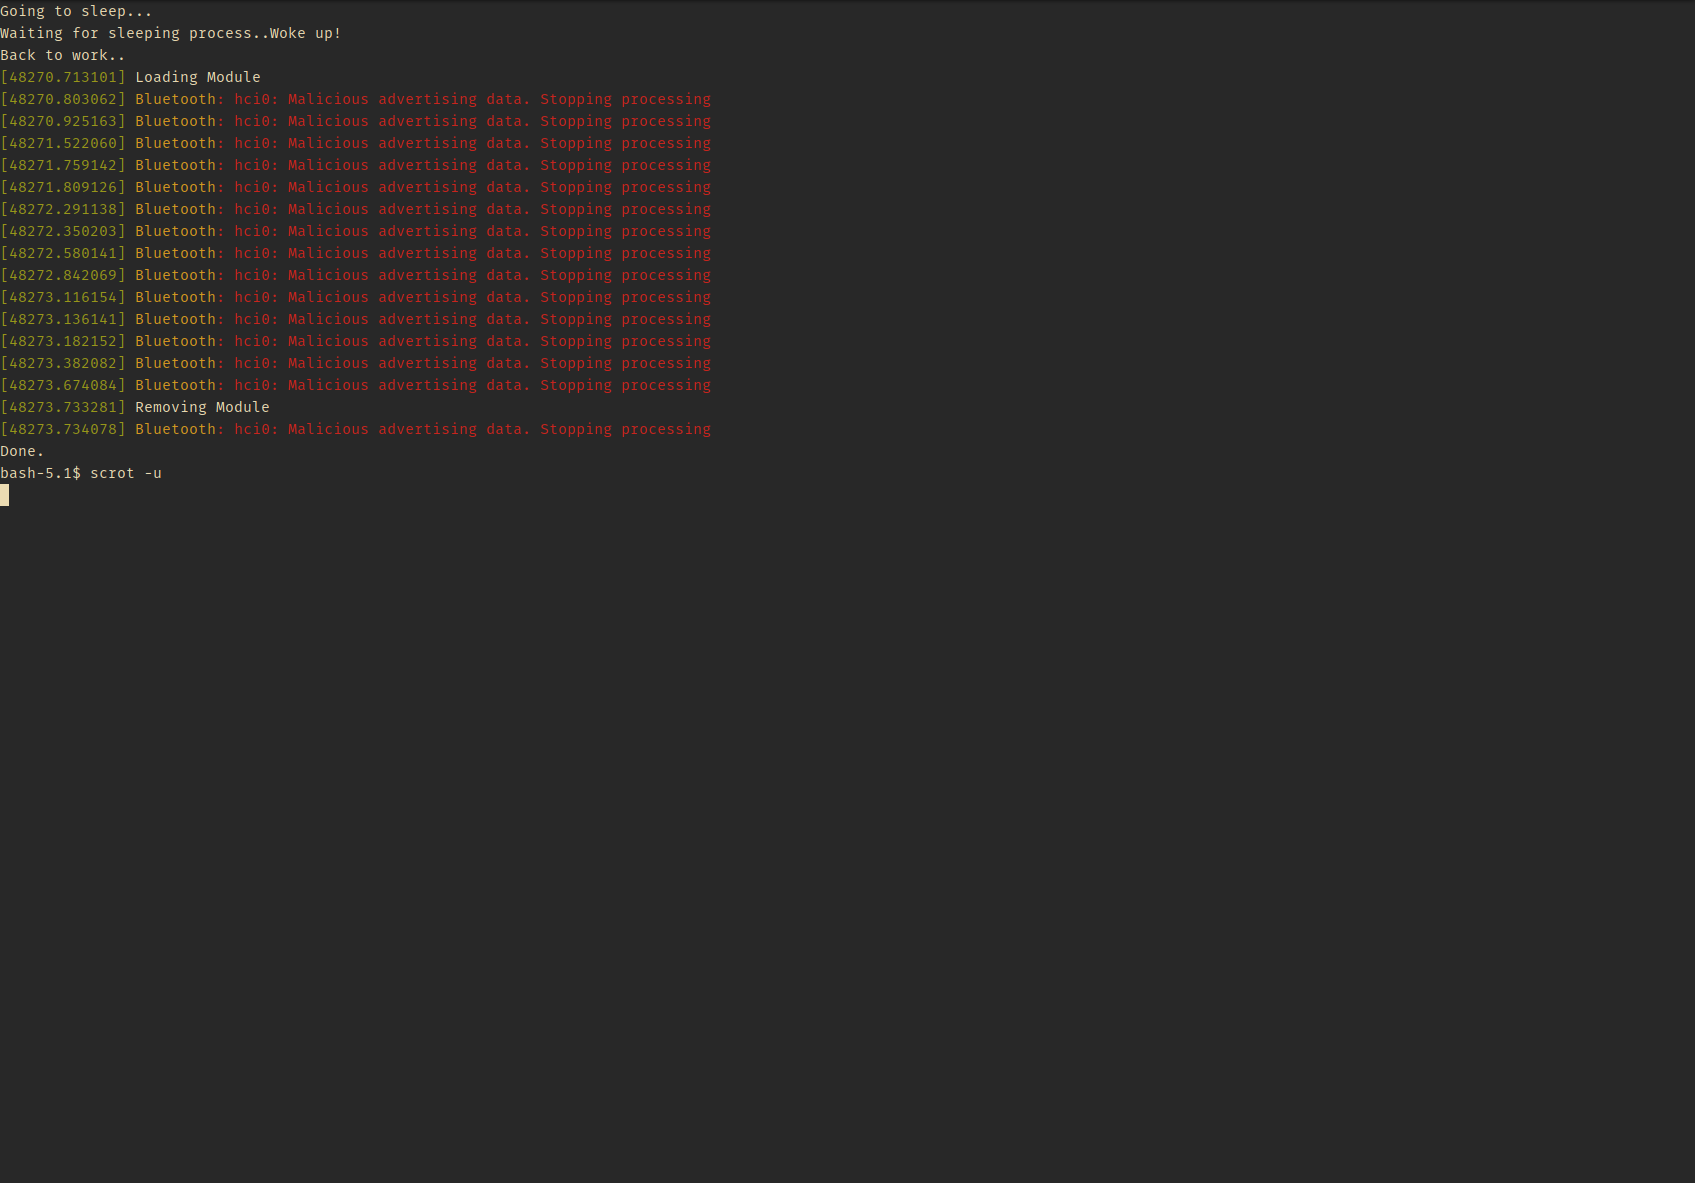 Going to sleep...
Waiting for sleeping process..Woke up!
Back to work..
[48270.713101] Loading Module
[48270.803062] Bluetooth: hci0: Malicious advertising data. Stopping processing
[48270.925163] Bluetooth: hci0: Malicious advertising data. Stopping processing
[48271.522060] Bluetooth: hci0: Malicious advertising data. Stopping processing
[48271.759142] Bluetooth: hci0: Malicious advertising data. Stopping processing
[48271.809126] Bluetooth: hci0: Malicious advertising data. Stopping processing
[48272.291138] Bluetooth: hci0: Malicious advertising data. Stopping processing
[48272.350203] Bluetooth: hci0: Malicious advertising data. Stopping processing
[48272.580141] Bluetooth: hci0: Malicious advertising data. Stopping processing
[48272.842069] Bluetooth: hci0: Malicious advertising data. Stopping processing
[48273.116154] Bluetooth: hci0: Malicious advertising data. Stopping processing
[48273.136141] Bluetooth: hci0: Malicious advertising data. Stopping processing
[48273.182152] Bluetooth: hci0: Malicious advertising data. Stopping processing
[48273.382082] Bluetooth: hci0: Malicious advertising data. Stopping processing
[48273.674084] Bluetooth: hci0: Malicious advertising data. Stopping processing
[48273.733281] Removing Module
[48273.734078] Bluetooth: hci0: Malicious advertising data. Stopping processing
Done.
bash-5.1$ scrot -u